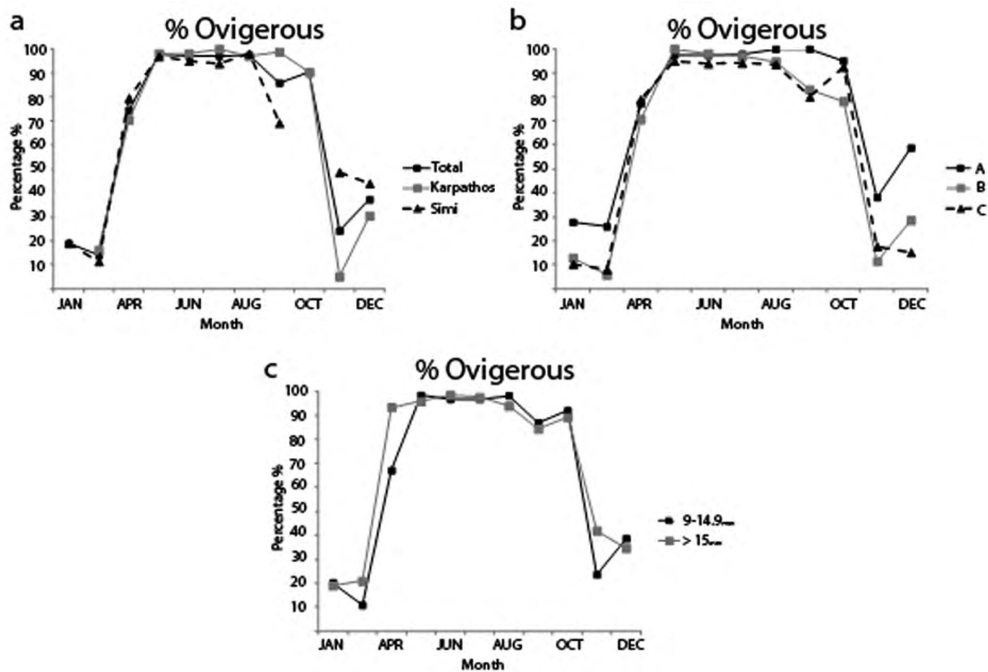 a
% Ovigerous
100
90
80
70
60
50
40
30
20
10
Percentage %
JAN APR JUN AUG OCT DEC
Month
Total
Karpathos
Simi
b
% Ovigerous
100
90
80
70
60
50
40
30
20
10
Percentage %
JAN APR JUN AUG OCT DEC
Month
A
B
C
c
% Ovigerous
100
90
80
70
60
50
40
30
20
10
Percentage %
JAN APR JUN AUG OCT DEC
Month
9-14.9mm
> 15mm